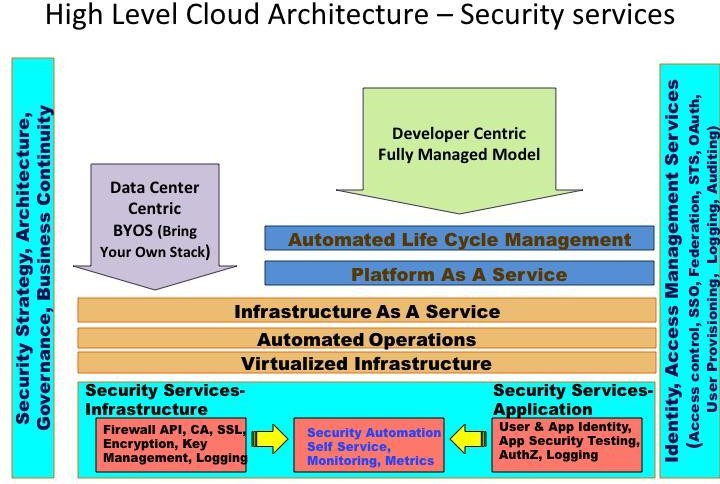 High Level Cloud Architecture – Security services
Security Strategy, Architecture,
Governance, Business Continuity
Data Center
Centric
BYOS (Bring
Your Own Stack)
Developer Centric
Fully Managed Model
Automated Life Cycle Management
Platform As A Service
Infrastructure As A Service
Automated Operations
Virtualized Infrastructure
Security Services-
Infrastructure
Firewall API, CA, SSL,
Encryption, Key
Management, Logging
Security Automation
Self Service,
Monitoring, Metrics
Security Services-
Application
User & App Identity,
App Security Testing,
AuthZ, Logging
Identity, Access Management Services
(Access control, SSO, Federation, STS, OAuth,
User Provisioning, Logging, Auditing)